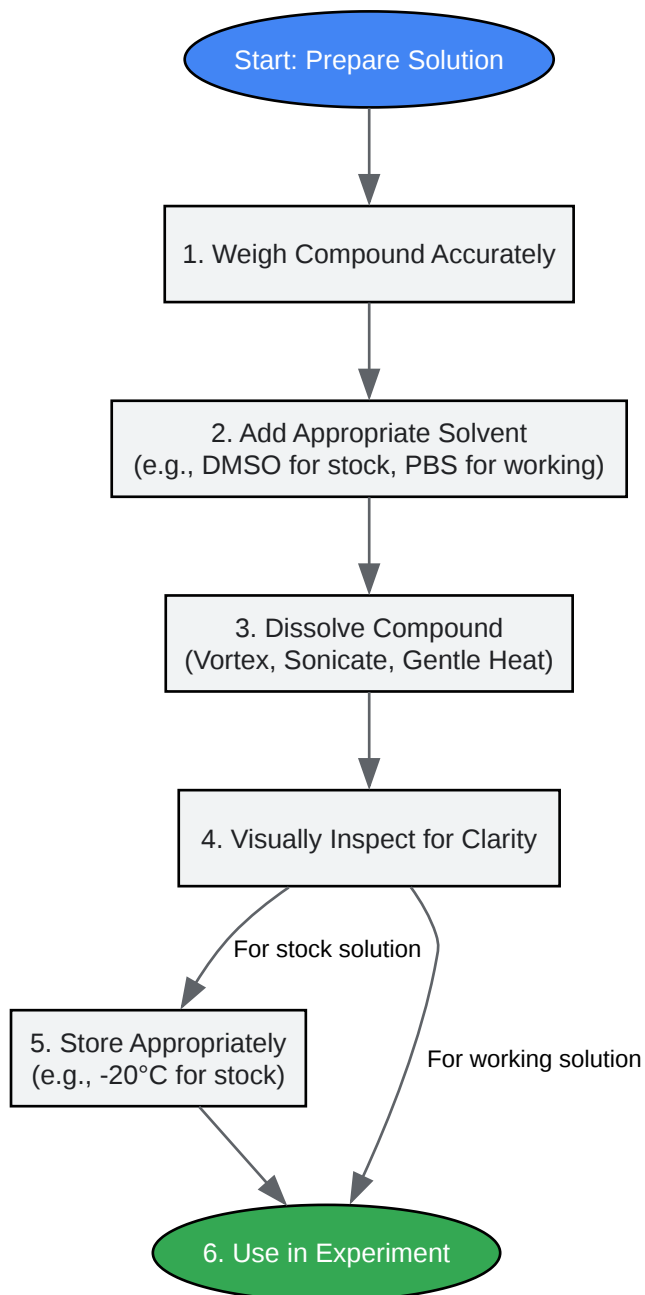 Start: Prepare Solution
1. Weigh Compound Accurately
2. Add Appropriate Solvent
(e.g., DMSO for stock, PBS for working)
3. Dissolve Compound
(Vortex, Sonicate, Gentle Heat)
4. Visually Inspect for Clarity
For stock solution
5. Store Appropriately
(e.g., -20°C for stock)
For working solution
6. Use in Experiment